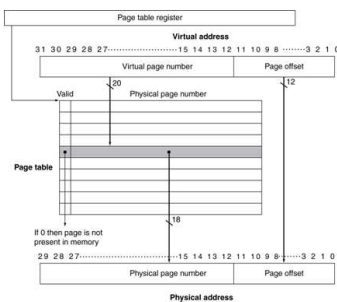 Page table register
Virtual address
31 30 29 28 27 15 14 13 12 11 10 9 8 3 2 1 0
Virtual page number Page offset
20 12
Valid Physical page number
Page table
18
If 0 then page is not
present in memory
29 28 27 15 14 13 12 11 10 9 8 3 2 1 0
Physical page number Page offset
Physical address